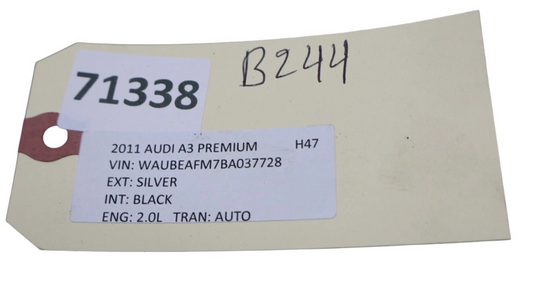 B244
71338
2011 AUDI A3 PREMIUM H47
VIN: WAUBEAFM7BA037728
EXT: SILVER
INT: BLACK
ENG: 2.0L TRAN: AUTO